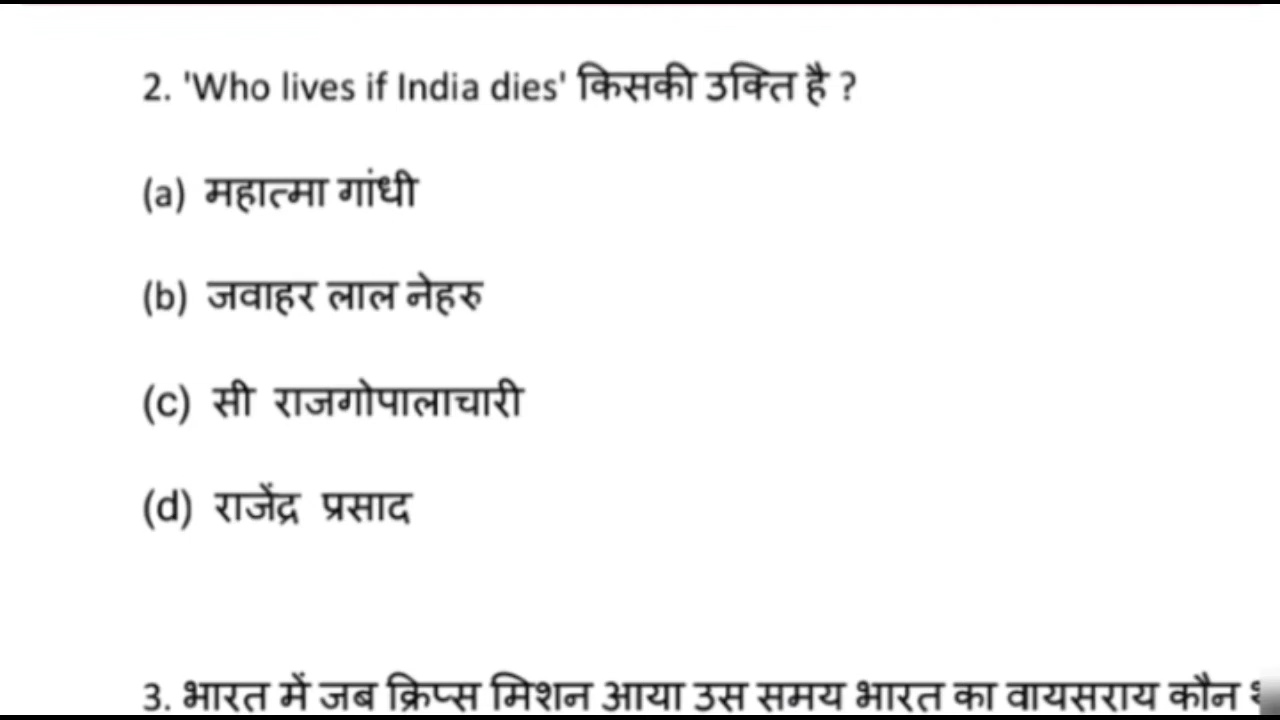 2. 'Who lives if India dies' किसकी उक्ति है ?
(a) महात्मा गांधी
(b) जवाहर लाल नेहरु
(c) सी राजगोपालाचारी
(d) राजेंद्र प्रसाद
3. भारत में जब क्रिप्स मिशन आया उस समय भारत का वायसराय कौन